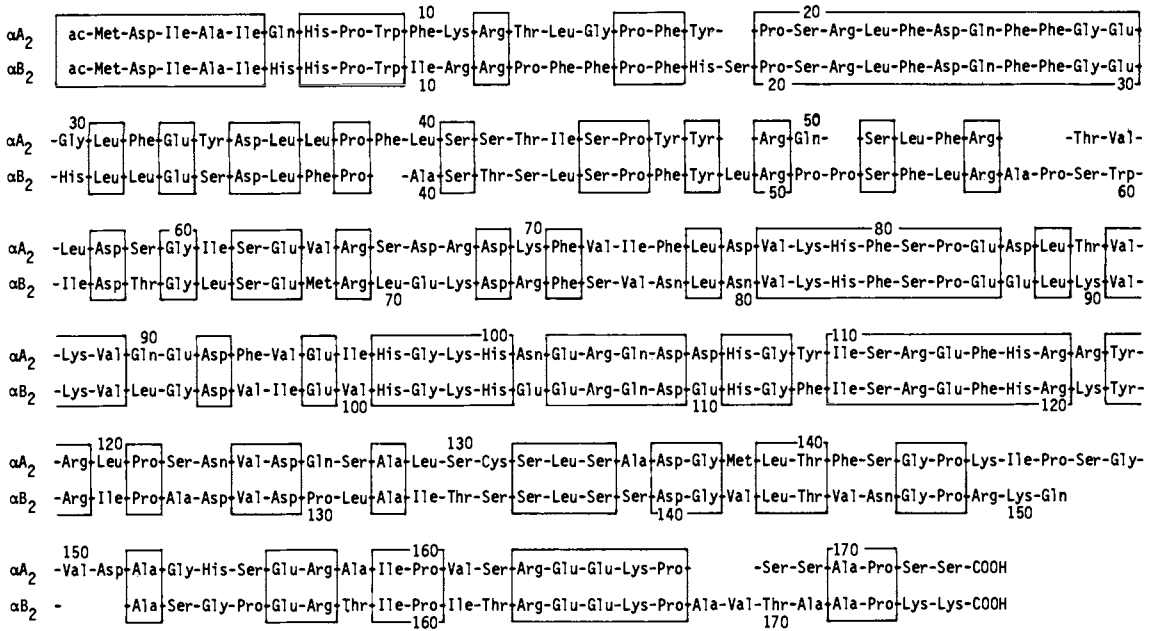 10 20
αA2 ac-Met-Asp-Ile-Ala-Ile-Gln-His-Pro-Trp-Phe-Lys-Arg-Thr-Leu-Gly-Pro-Phe-Tyr- Pro-Ser-Arg-Leu-Phe-Asp-Gln-Phe-Phe-Gly-Glu
αB2 ac-Met-Asp-Ile-Ala-Ile-His-His-Pro-Trp-Ile-Arg-Arg-Pro-Phe-Phe-Pro-Phe-His-Ser-Pro-Ser-Arg-Leu-Phe-Asp-Gln-Phe-Phe-Gly-Glu
10 20 30
30 40 50
αA2 -Gly-Leu-Phe-Glu-Tyr-Asp-Leu-Leu-Pro-Phe-Leu-Ser-Ser-Thr-Ile-Ser-Pro-Tyr-Tyr Arg-Gln- Ser-Leu-Phe-Arg -Thr-Val-
αB2 -His-Leu-Leu-Glu-Ser-Asp-Leu-Phe-Pro -Ala-Ser-Thr-Ser-Leu-Ser-Pro-Phe-Tyr-Leu-Arg-Pro-Pro-Ser-Phe-Leu-Arg-Ala-Pro-Ser-Trp-
40 50 60
60 70 80
αA2 -Leu-Asp-Ser-Gly-Ile-Ser-Glu-Val-Arg-Ser-Asp-Arg-Asp-Lys-Phe-Val-Ile-Phe-Leu-Asp-Val-Lys-His-Phe-Ser-Pro-Glu-Asp-Leu-Thr-Val-
αB2 -Ile-Asp-Thr-Gly-Leu-Ser-Glu-Met-Arg-Leu-Glu-Lys-Asp-Arg-Phe-Ser-Val-Asn-Leu-Asn-Val-Lys-His-Phe-Ser-Pro-Glu-Glu-Leu-Lys-Val-
70 80 90
90 100 110
αA2 -Lys-Val-Gln-Glu-Asp-Phe-Val-Glu-Ile-His-Gly-Lys-His-Asn-Glu-Arg-Gln-Asp-Asp-His-Gly-Tyr-Ile-Ser-Arg-Glu-Phe-His-Arg-Arg-Tyr-
αB2 -Lys-Val-Leu-Gly-Asp-Val-Ile-Glu-Val-His-Gly-Lys-His-Glu-Glu-Arg-Gln-Asp-Glu-His-Gly-Phe-Ile-Ser-Arg-Glu-Phe-His-Arg-Lys-Tyr-
100 110 120
120 130 140
αA2 -Arg-Leu-Pro-Ser-Asn-Val-Asp-Gln-Ser-Ala-Leu-Ser-Cys-Ser-Leu-Ser-Ala-Asp-Gly-Met-Leu-Thr-Phe-Ser-Gly-Pro-Lys-Ile-Pro-Ser-Gly-
αB2 -Arg-Ile-Pro-Ala-Asp-Val-Asp-Pro-Leu-Ala-Ile-Thr-Ser-Ser-Leu-Ser-Ser-Asp-Gly-Val-Leu-Thr-Val-Asn-Gly-Pro-Arg-Lys-Gln
130 140 150
150 160 170
αA2 -Val-Asp-Ala-Gly-His-Ser-Glu-Arg-Ala-Ile-Pro-Val-Ser-Arg-Glu-Glu-Lys-Pro -Ser-Ser-Ala-Pro-Ser-Ser-COOH
αB2 - Ala-Ser-Gly-Pro-Glu-Arg-Thr-Ile-Pro-Ile-Thr-Arg-Glu-Glu-Lys-Pro-Ala-Val-Thr-Ala-Ala-Pro-Lys-Lys-COOH
160 170